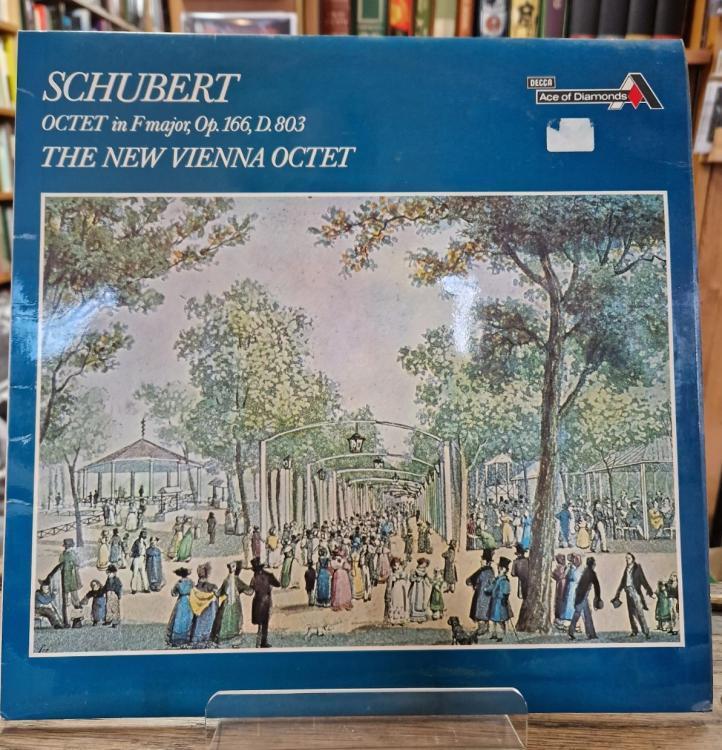 SCHUBERT
OCTET in F major, Op. 166, D. 803
THE NEW VIENNA OCTET
DECCA
Ace of Diamonds